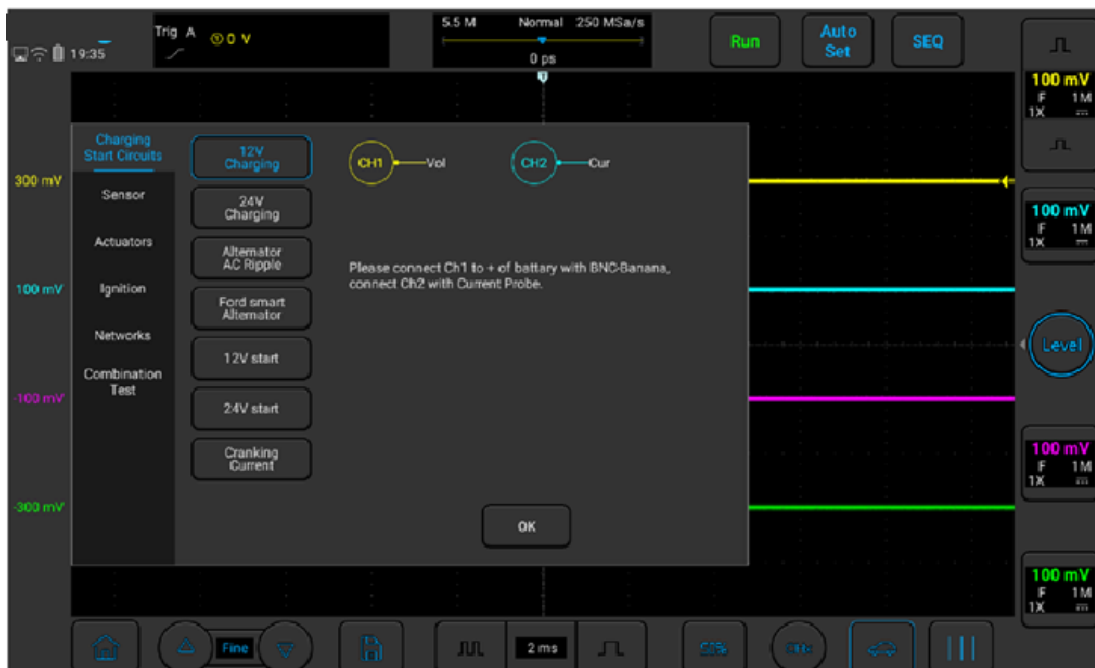 Trig A
① 0 V
19:35
5.5 M Normal 250 MSa/s
0 ps
Run
Auto
Set
SEQ
100 mV
1M
1X
Charging
Start Circuits
Sensor
Actuators
Ignition
Networks
Combination
Test
12V
Charging
24V
Charging
Alternator
AC Ripple
Ford smart
Alternator
12V start
24V start
Cranking
Current
CH1 Vol
CH2 Cur
Please connect Ch1 to + of battary with BNC-Banana,
connect Ch2 with Current Probe.
OK
300 mV
100 mV
-100 mV
-300 mV
100 mV
1M
1X
Level
100 mV
1M
1X
100 mV
1M
1X
Fine
2 ms
50%